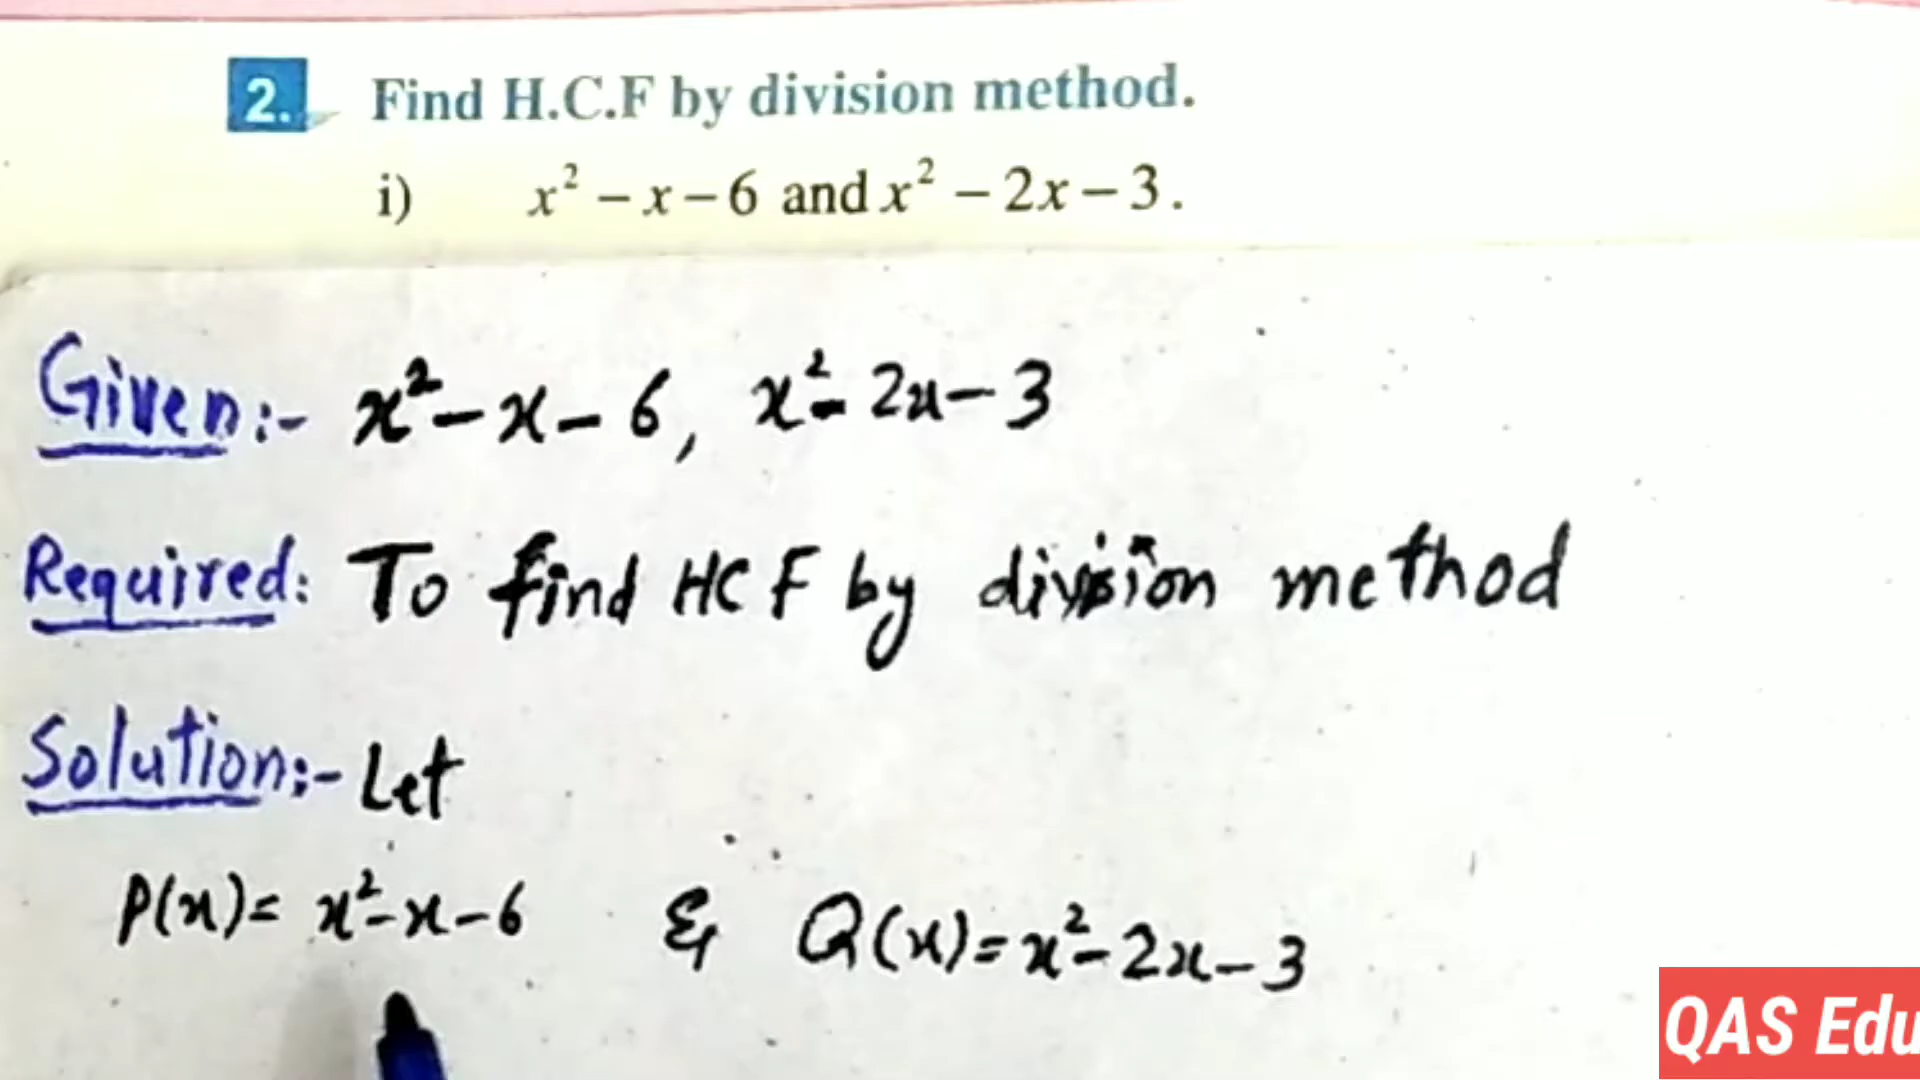 2. Find H.C.F by division method.
i) x² – x – 6 and x² – 2x – 3.
Given:- x² – x – 6, x² - 2x – 3
Required: To find HCF by division method
Solution:- Let
P(x) = x² - x - 6 & Q(x) = x² - 2x - 3
QAS Edu